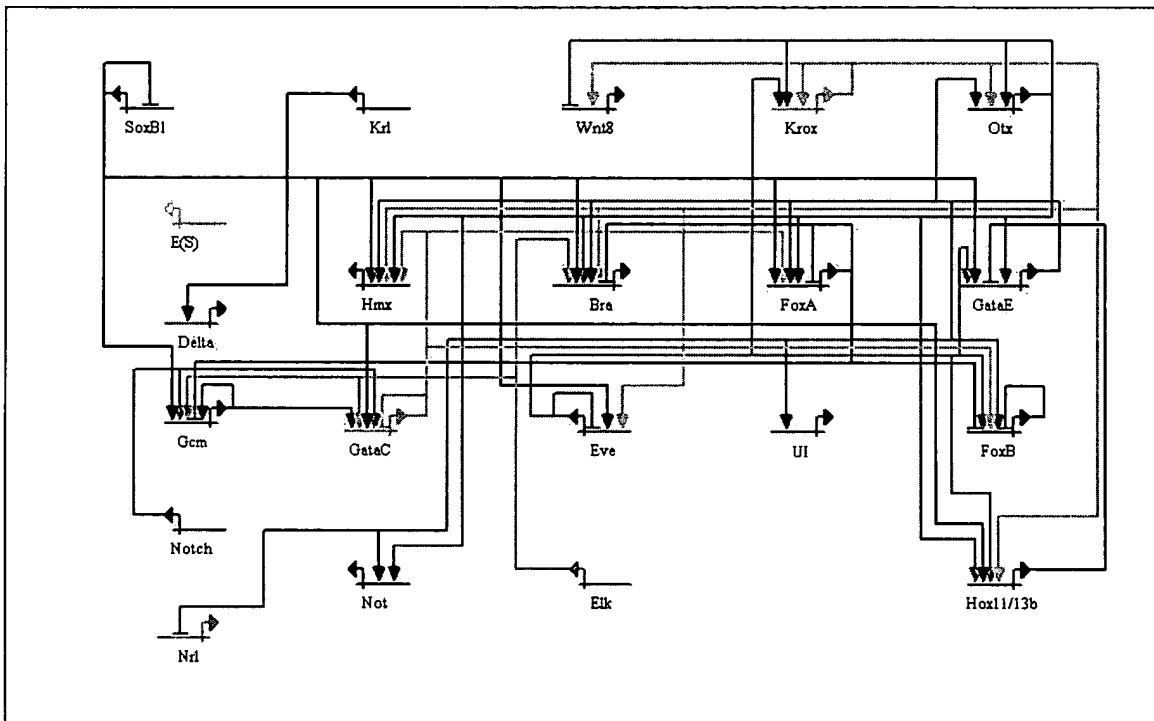 SoxB1
Krl
Wnt8
Krox
Otx
E(S)
Hmx
Bra
FoxA
GataE
Delta
Gcm
GataC
Eve
UI
FoxB
Notch
Not
Elk
Hox11/13b
Nrl